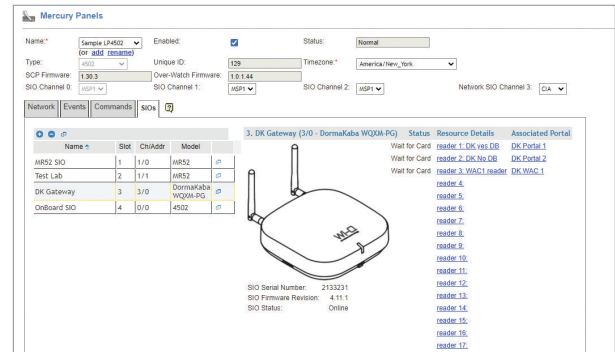 Mercury Panels
Name:* Sample LP4502 Enabled: Status: Normal
(or add rename)
Type: 4502 Unique ID: 129 Timezone:* America/New_York
SCP Firmware: 1.30.3 Over-Watch Firmware: 1.0.1.44
SIO Channel 0: MSP1 SIO Channel 1: MSP1 SIO Channel 2: MSP1 Network SIO Channel 3: CIA
Network Events Commands SIOs
3. DK Gateway (3/0 - DormaKaba WQXM-PG) Status Resource Details Associated Portal
Name Slot Ch/Addr Model
MR52 SIO 1 1/0 MR52
Test Lab 2 1/1 MR52
DK Gateway 3 3/0 DormaKaba WQXM-PG
OnBoard SIO 4 0/0 4502
Wait for Card reader 1: DK yes DB DK Portal 1
Wait for Card reader 2: DK No DB DK Portal 2
Wait for Card reader 3: WAC1 reader DK WAC 1
reader 4:
reader 5:
reader 6:
reader 7:
reader 8:
reader 9:
reader 10:
reader 11:
reader 12:
reader 13:
reader 14:
reader 15:
reader 16:
reader 17:
Wi-Q
SIO Serial Number: 2133231
SIO Firmware Revision: 4.11.1
SIO Status: Online